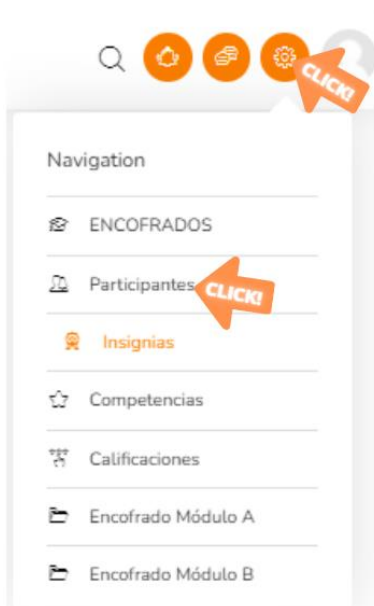 CLICK!
Navigation
ENCOFRADOS
Participantes
CLICK!
Insignias
Competencias
Calificaciones
Encofrado Módulo A
Encofrado Módulo B